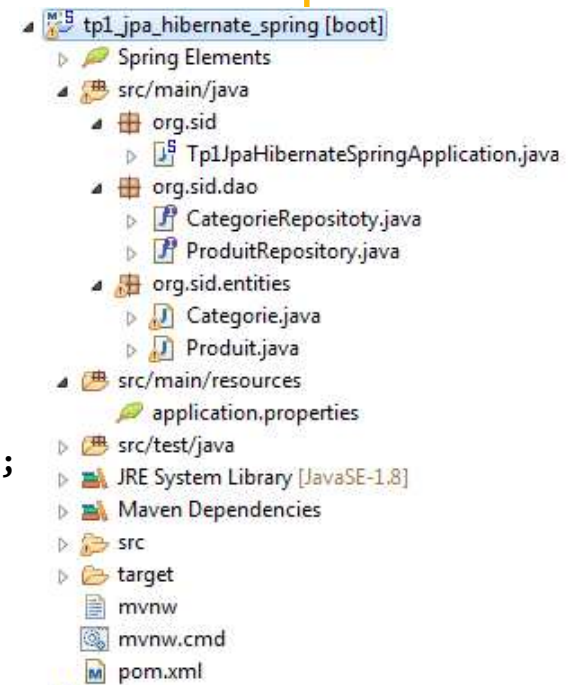 tp1_jpa_hibernate_spring [boot]
Spring Elements
src/main/java
org.sid
Tp1JpaHibernateSpringApplication.java
org.sid.dao
CategorieRepositoty.java
ProduitRepository.java
org.sid.entities
Categorie.java
Produit.java
src/main/resources
application.properties
src/test/java
;
JRE System Library [JavaSE-1.8]
Maven Dependencies
src
target
mvnw
mvnw.cmd
pom.xml